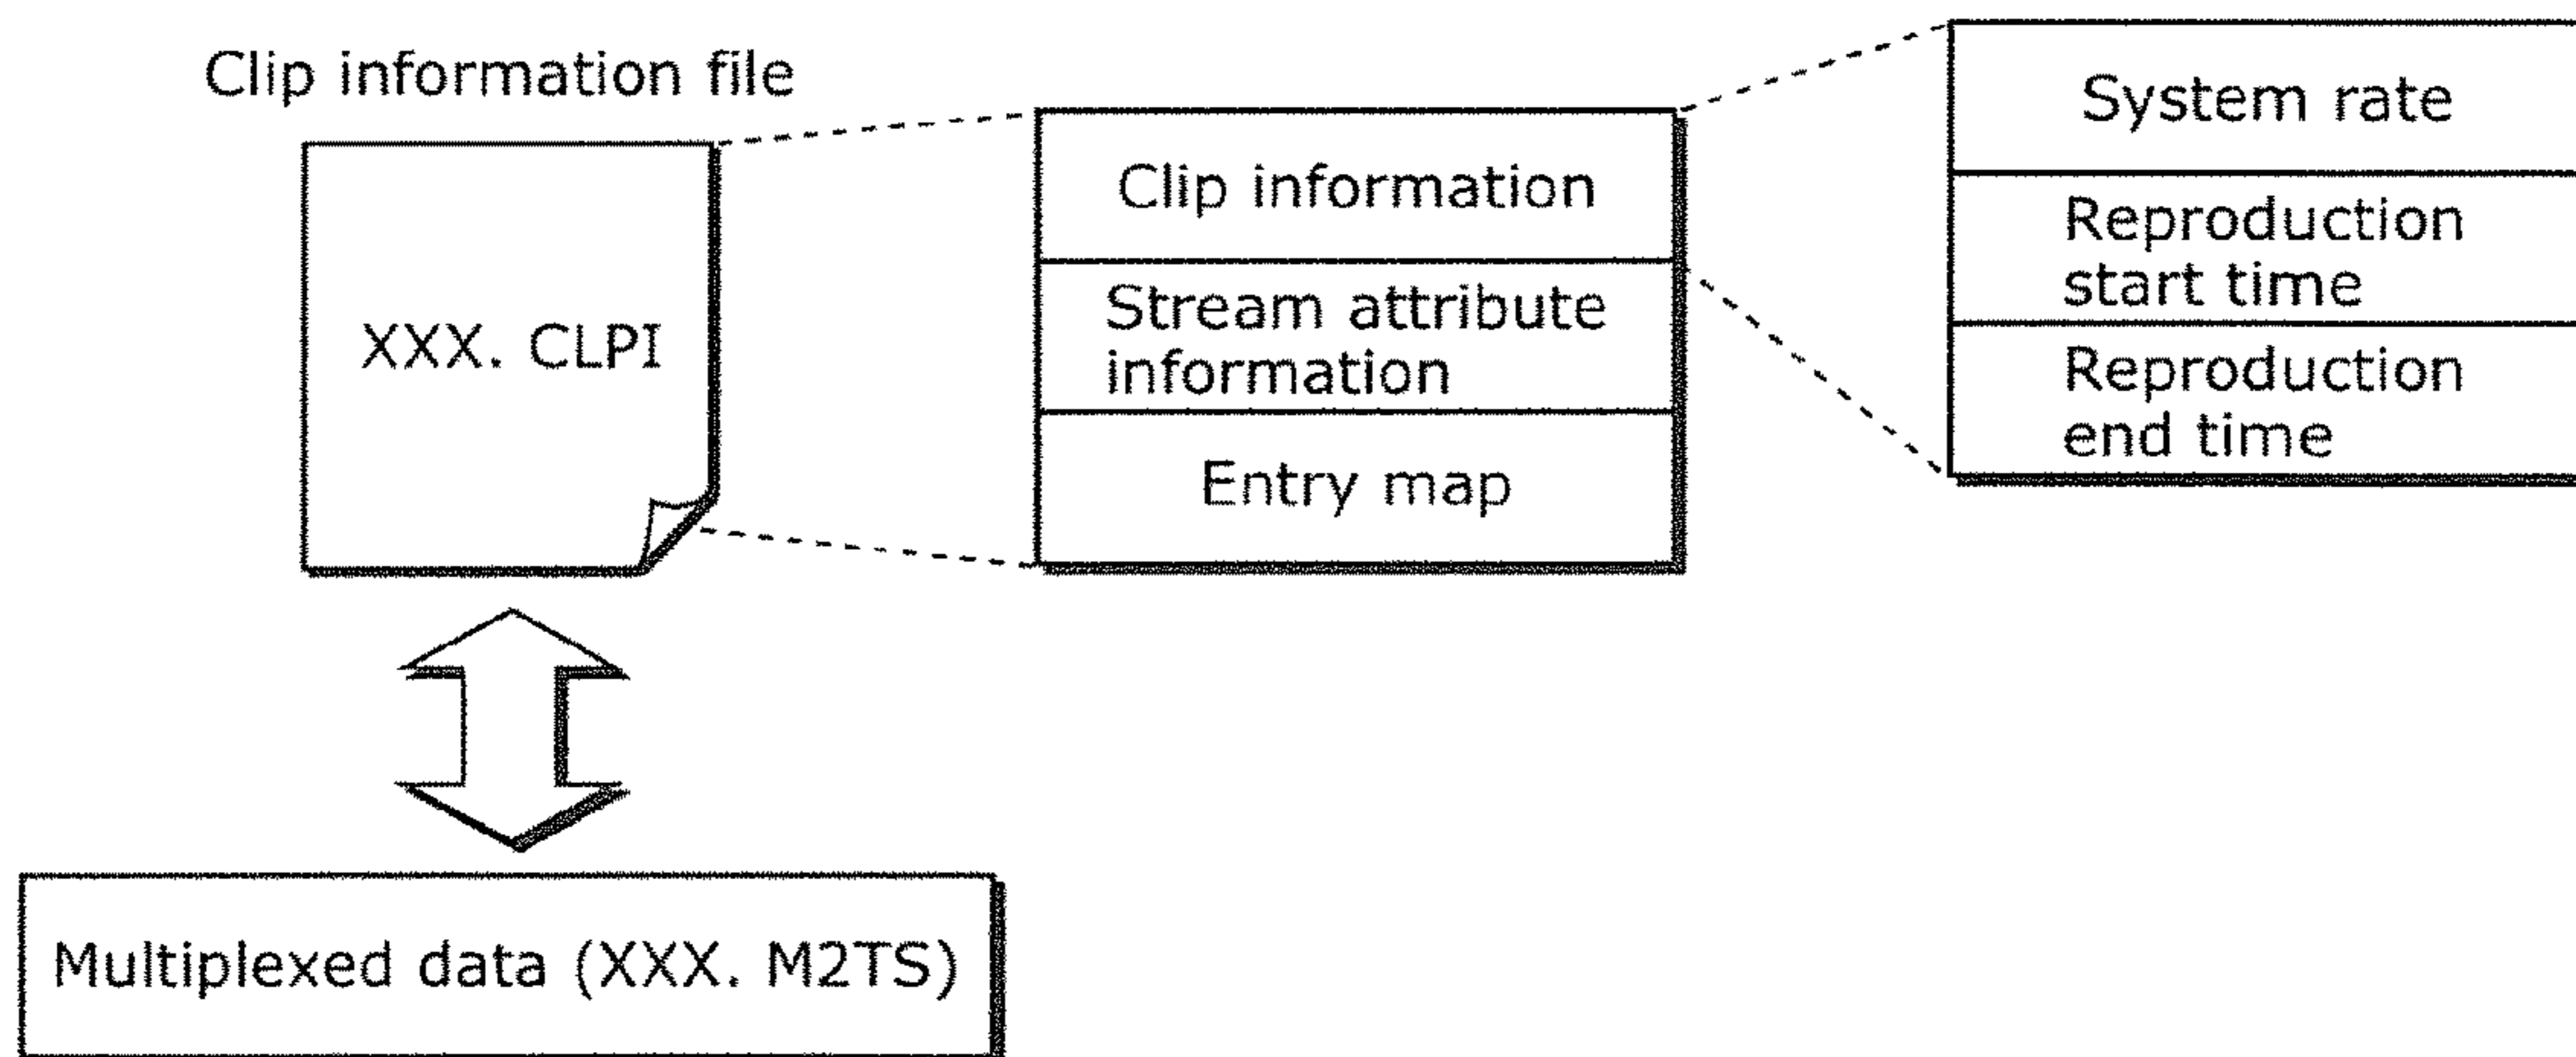 Clip information file
XXX. CLPI
Multiplexed data (XXX. M2TS)
Clip information
Stream attribute
information
Entry map
System rate
Reproduction
start time
Reproduction
end time